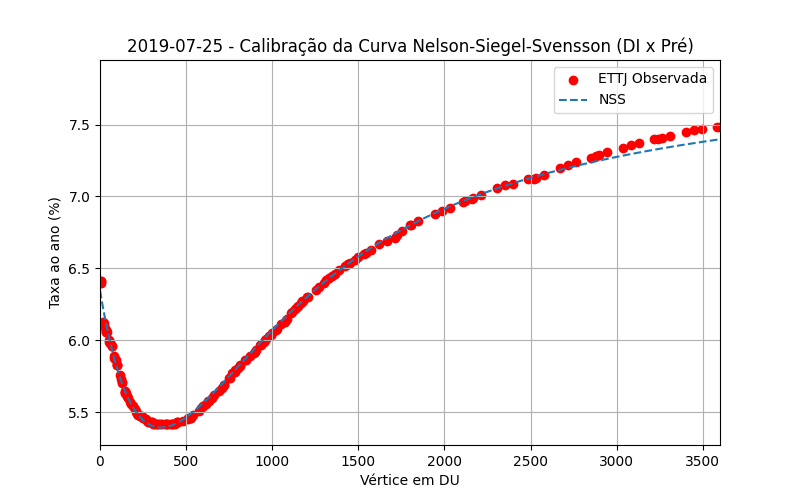 2019-07-25 - Calibração da Curva Nelson-Siegel-Svensson (DI x Pré)
ETTJ Observada
NSS
Taxa ao ano (%)
7.5
7.0
6.5
6.0
5.5
0 500 1000 1500 2000 2500 3000 3500
Vértice em DU